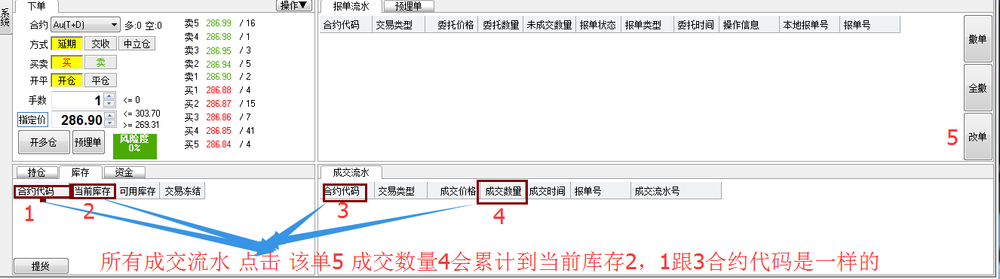 系统
下单 操作▼
合约 Au(T+D) 多:0 空:0
方式 延期 交收 中立仓
买卖 买 卖
开平 开仓 平仓
手数 1 <= 0
指定价 286.90 <= 303.70
>= 269.31
开多仓 预埋单 风险度
0%
卖5 286.99 / 16
卖4 286.98 / 1
卖3 286.95 / 3
卖2 286.94 / 5
卖1 286.90 / 2
买1 286.88 / 4
买2 286.87 / 15
买3 286.86 / 7
买4 286.85 / 41
买5 286.84 / 4
报单流水 预埋单
合约代码 交易类型 委托价格 委托数量 未成交数量 报单状态 报单类型 委托时间 操作信息 本地报单号 报单号
撤单
全撤
5 改单
持仓 库存 资金
合约代码 当前库存 可用库存 交易冻结
1 2
成交流水
合约代码 交易类型 成交价格 成交数量 成交时间 报单号 成交流水号
3 4
所有成交流水 点击 该单5 成交数量4会累计到当前库存2，1跟3合约代码是一样的
提货